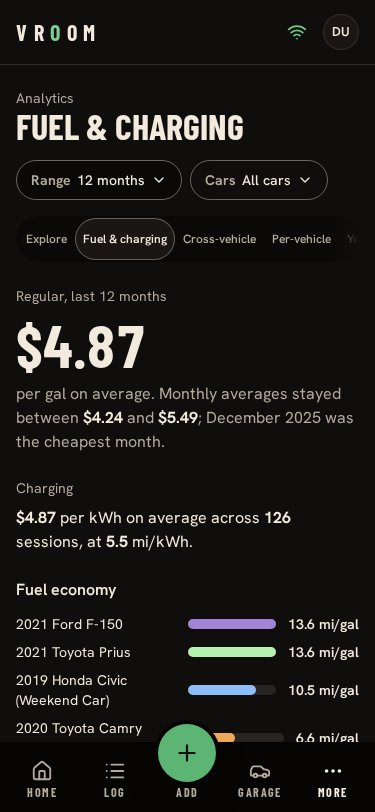 VROOM
DU
Analytics
FUEL & CHARGING
Range 12 months
Cars All cars
Explore Fuel & charging Cross-vehicle Per-vehicle
Regular, last 12 months
$4.87
per gal on average. Monthly averages stayed
between $4.24 and $5.49; December 2025 was
the cheapest month.
Charging
$4.87 per kWh on average across 126
sessions, at 5.5 mi/kWh.
Fuel economy
2021 Ford F-150 13.6 mi/gal
2021 Toyota Prius 13.6 mi/gal
2019 Honda Civic
(Weekend Car) 10.5 mi/gal
2020 Toyota Camry 6.6 mi/gal
HOME LOG ADD GARAGE MORE